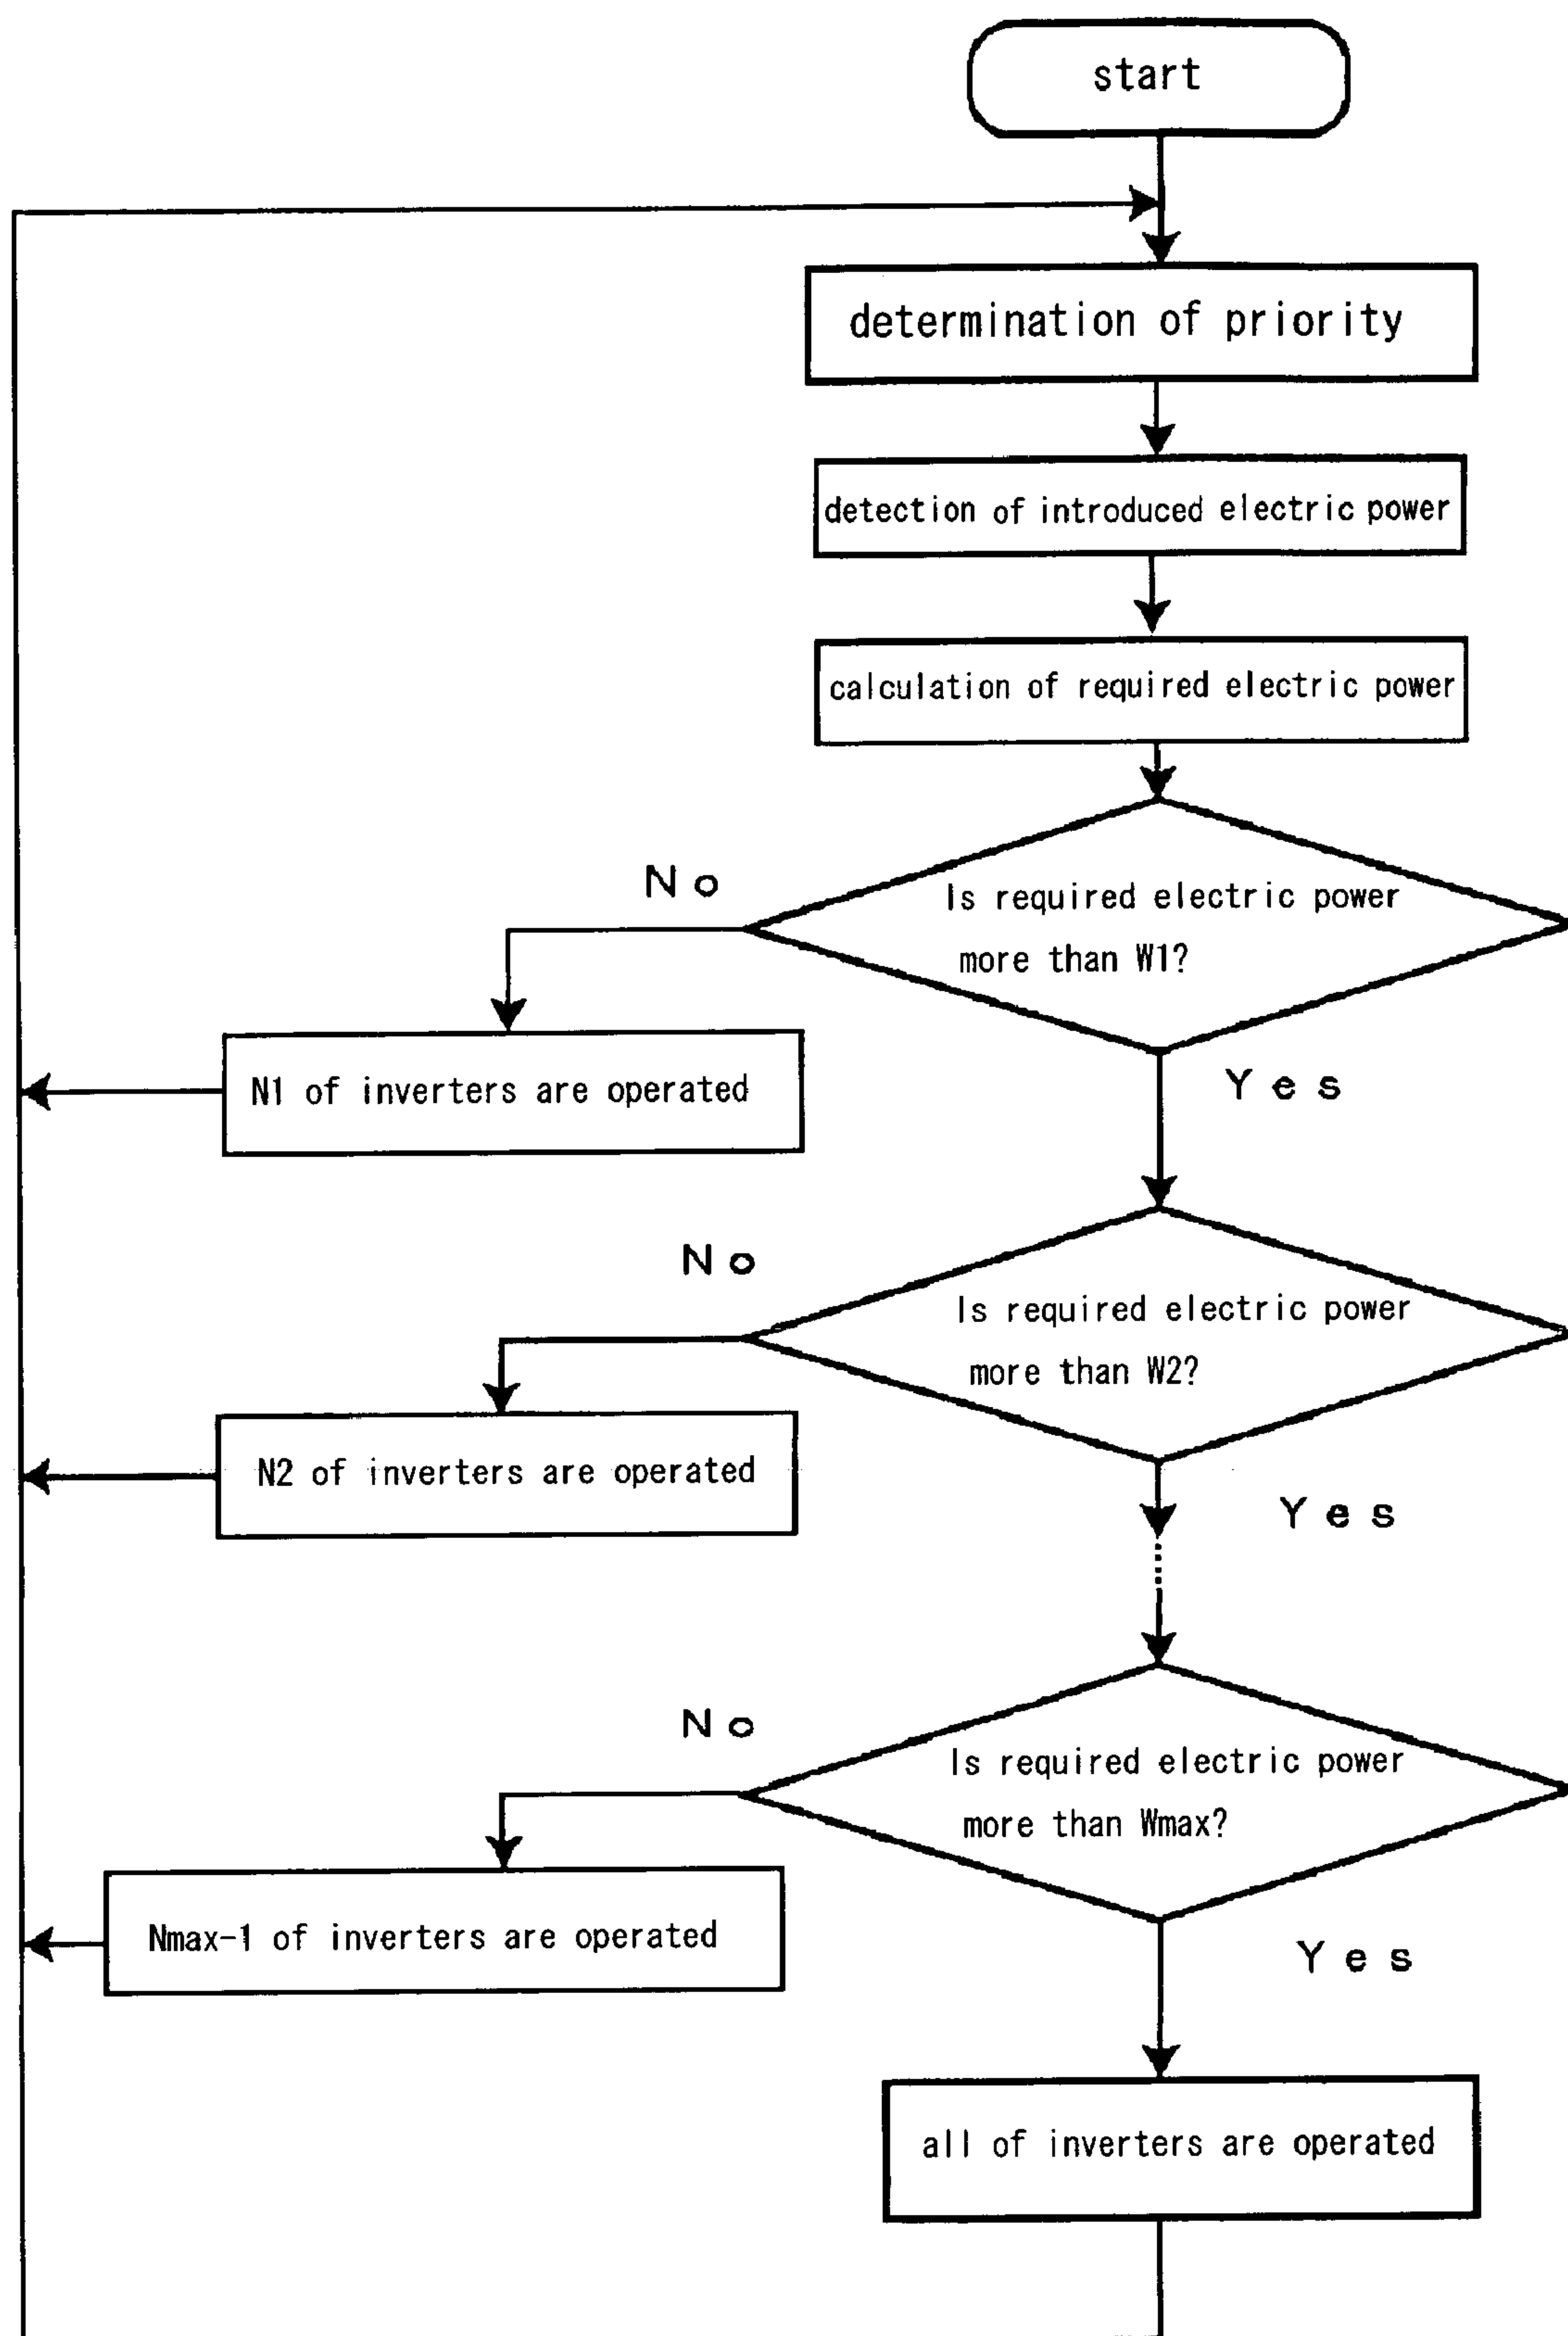 start
determination of priority
detection of introduced electric power
calculation of required electric power
No
Is required electric power
more than W1?
N1 of inverters are operated
Yes
No
Is required electric power
more than W2?
N2 of inverters are operated
Yes
No
Is required electric power
more than Wmax?
Nmax-1 of inverters are operated
Yes
all of inverters are operated